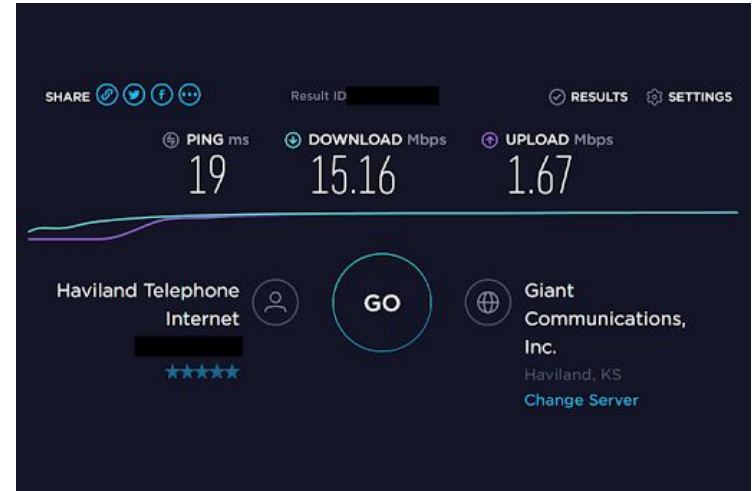 SHARE
Result ID
RESULTS SETTINGS
PING ms DOWNLOAD Mbps UPLOAD Mbps
19 15.16 1.67
Haviland Telephone
Internet
GO
Giant
Communications,
Inc.
Haviland, KS
Change Server